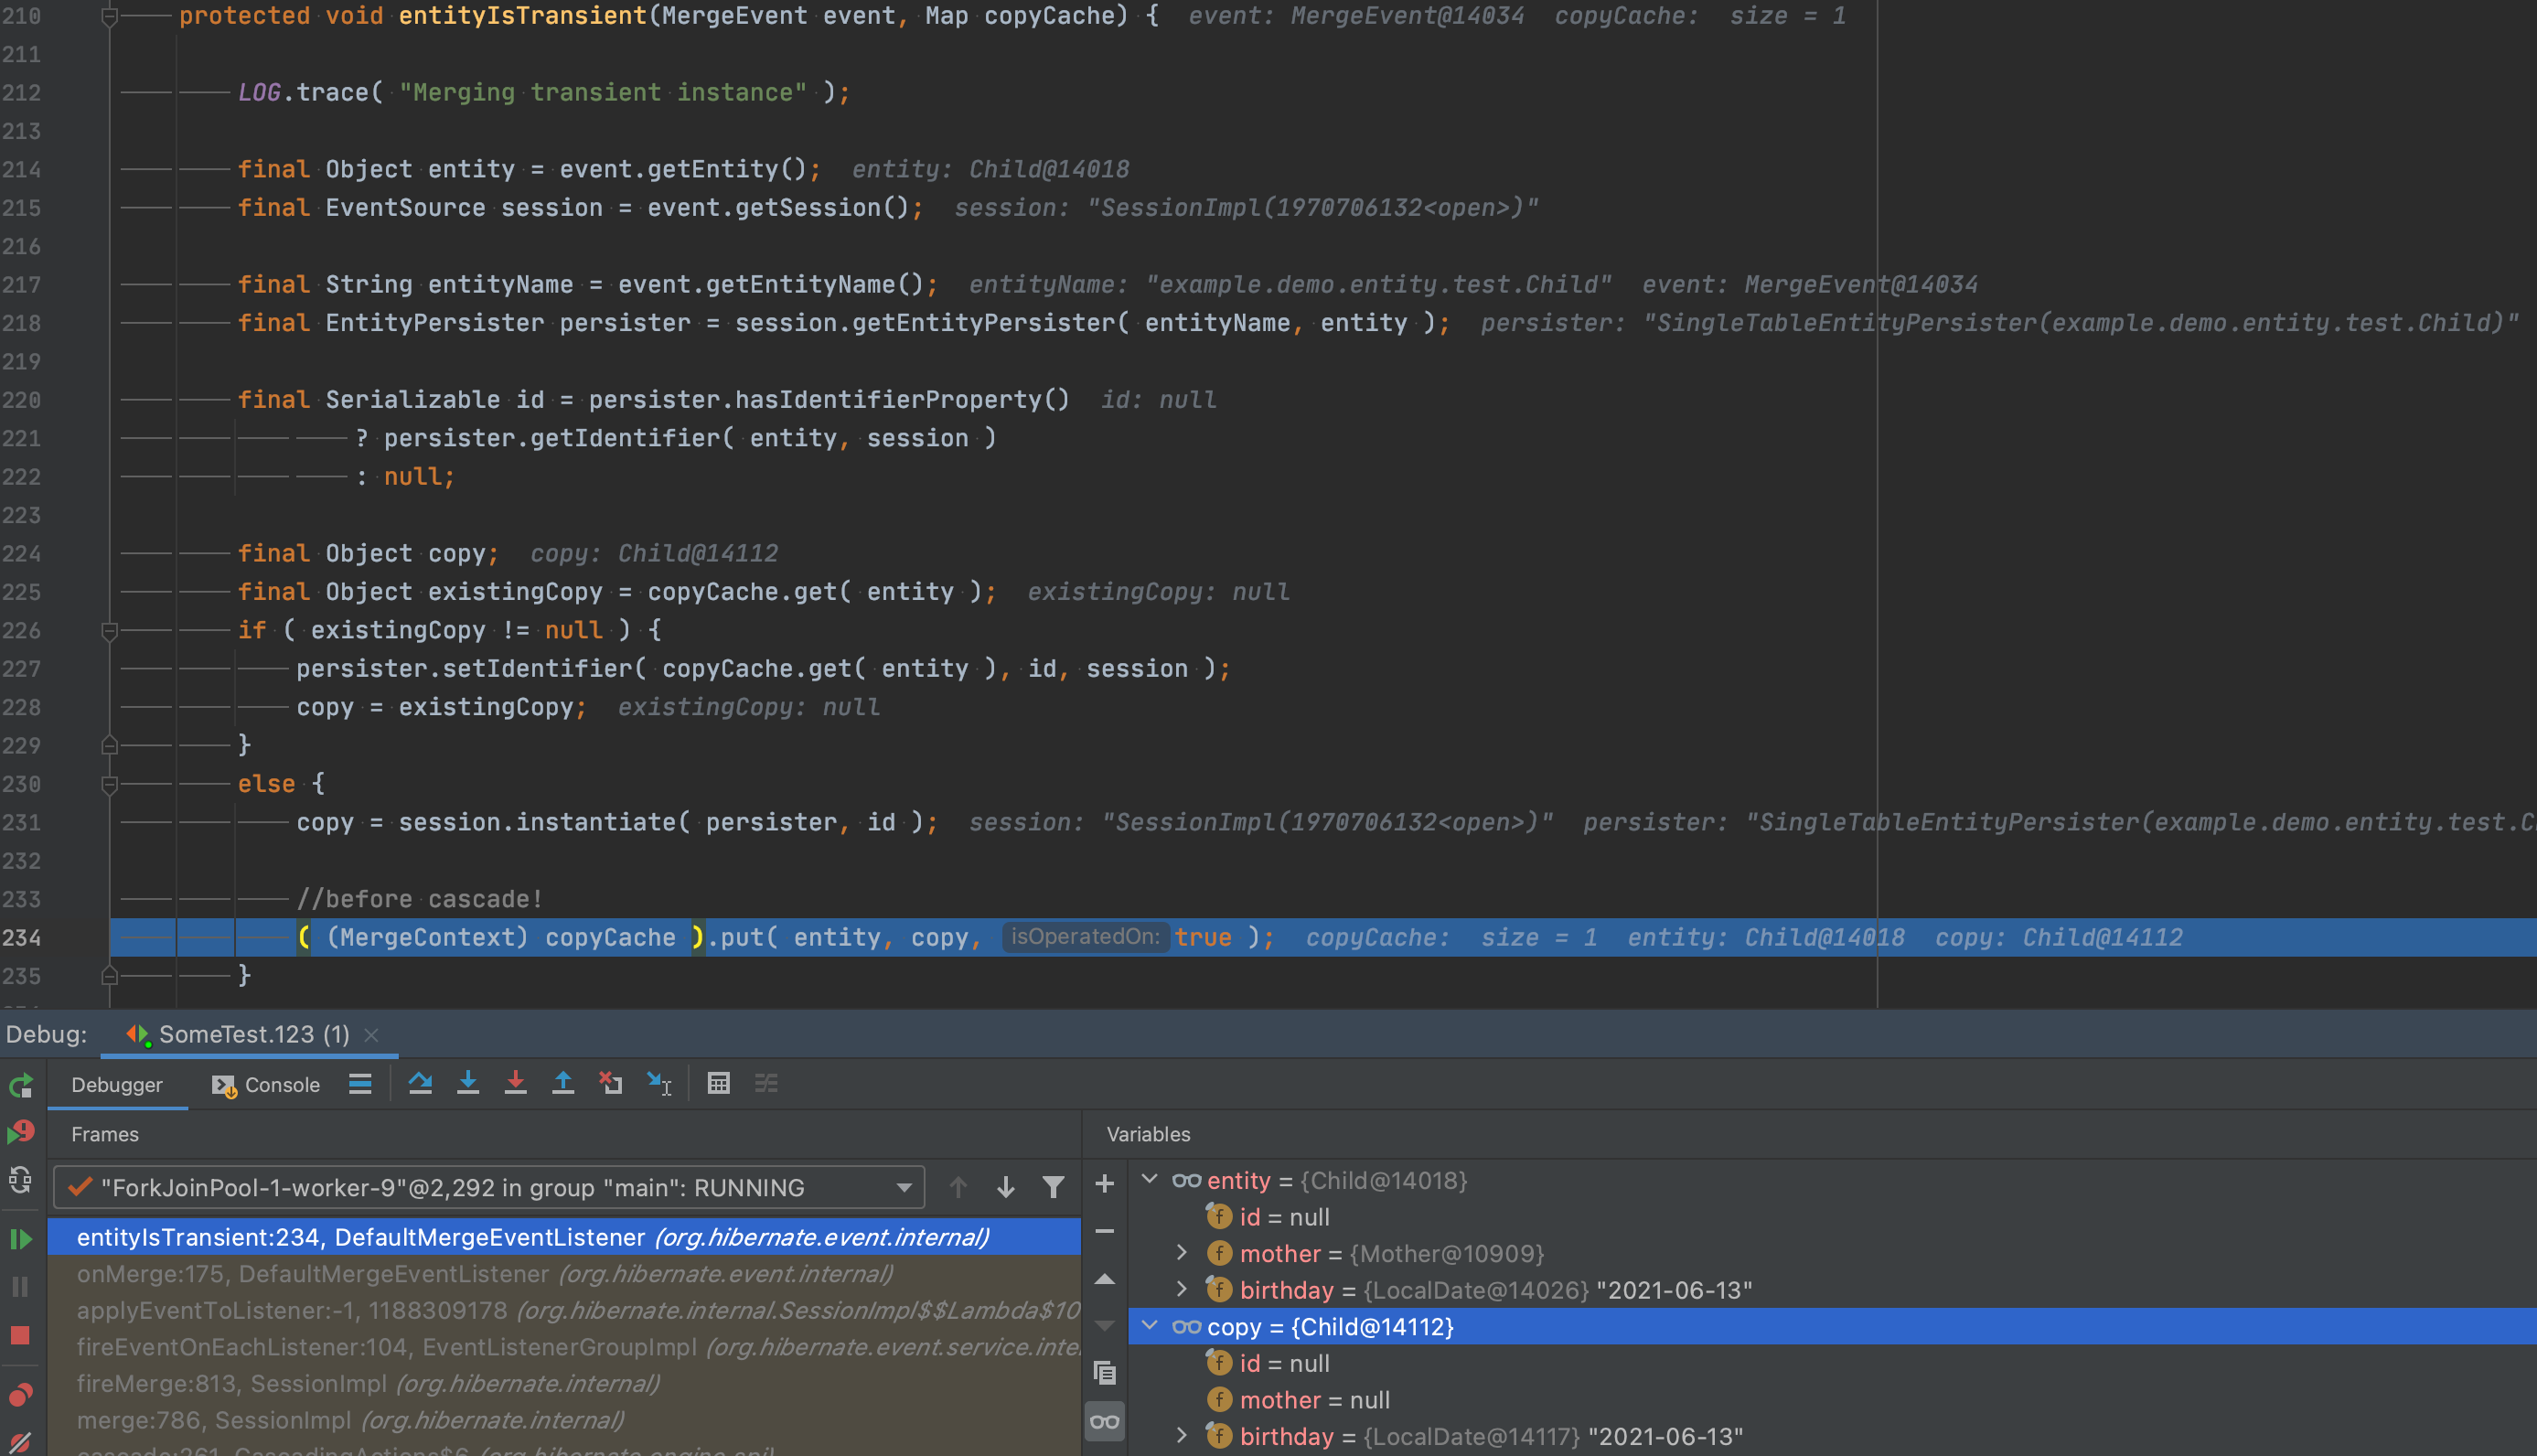 210 protected void entityIsTransient(MergeEvent event, Map copyCache) { event: MergeEvent@14034 copyCache: size = 1
211
212 LOG.trace( "Merging transient instance" );
213
214 final Object entity = event.getEntity(); entity: Child@14018
215 final EventSource session = event.getSession(); session: "SessionImpl(1970706132<open>)"
216
217 final String entityName = event.getEntityName(); entityName: "example.demo.entity.test.Child" event: MergeEvent@14034
218 final EntityPersister persister = session.getEntityPersister( entityName, entity ); persister: "SingleTableEntityPersister(example.demo.entity.test.Child)"
219
220 final Serializable id = persister.hasIdentifierProperty() id: null
221 ? persister.getIdentifier( entity, session )
222 : null;
223
224 final Object copy; copy: Child@14112
225 final Object existingCopy = copyCache.get( entity ); existingCopy: null
226 if ( existingCopy != null ) {
227 persister.setIdentifier( copyCache.get( entity ), id, session );
228 copy = existingCopy; existingCopy: null
229 }
230 else {
231 copy = session.instantiate( persister, id ); session: "SessionImpl(1970706132<open>)" persister: "SingleTableEntityPersister(example.demo.entity.test.C
232
233 //before cascade!
234 ( (MergeContext) copyCache ).put( entity, copy, isOperatedOn: true ); copyCache: size = 1 entity: Child@14018 copy: Child@14112
235 }
Debug: SomeTest.123 (1)
Debugger Console
Frames
"ForkJoinPool-1-worker-9"@2,292 in group "main": RUNNING
entityIsTransient:234, DefaultMergeEventListener (org.hibernate.event.internal)
onMerge:175, DefaultMergeEventListener (org.hibernate.event.internal)
applyEventToListener:-1, 1188309178 (org.hibernate.internal.SessionImpl$$Lambda$10
fireEventOnEachListener:104, EventListenerGroupImpl (org.hibernate.event.service.inte
fireMerge:813, SessionImpl (org.hibernate.internal)
merge:786, SessionImpl (org.hibernate.internal)
Variables
entity = {Child@14018}
id = null
mother = {Mother@10909}
birthday = {LocalDate@14026} "2021-06-13"
copy = {Child@14112}
id = null
mother = null
birthday = {LocalDate@14117} "2021-06-13"